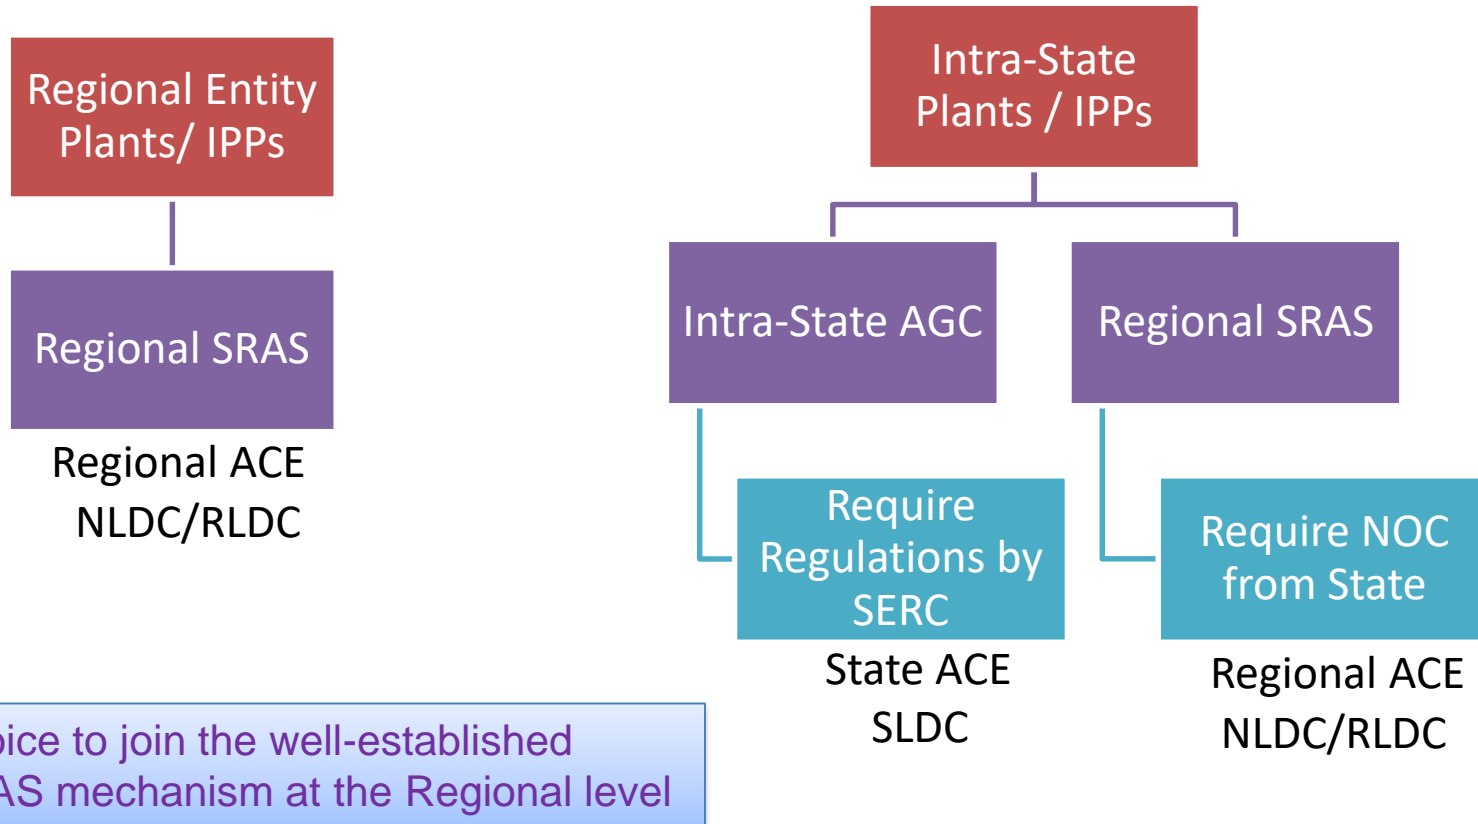 Regional Entity
Plants/ IPPs
Regional SRAS
Regional ACE
NLDC/RLDC
Intra-State
Plants / IPPs
Intra-State AGC
Regional SRAS
Require
Regulations by
SERC
State ACE
SLDC
Require NOC
from State
Regional ACE
NLDC/RLDC
to join the well-established
mechanism at the Regional level